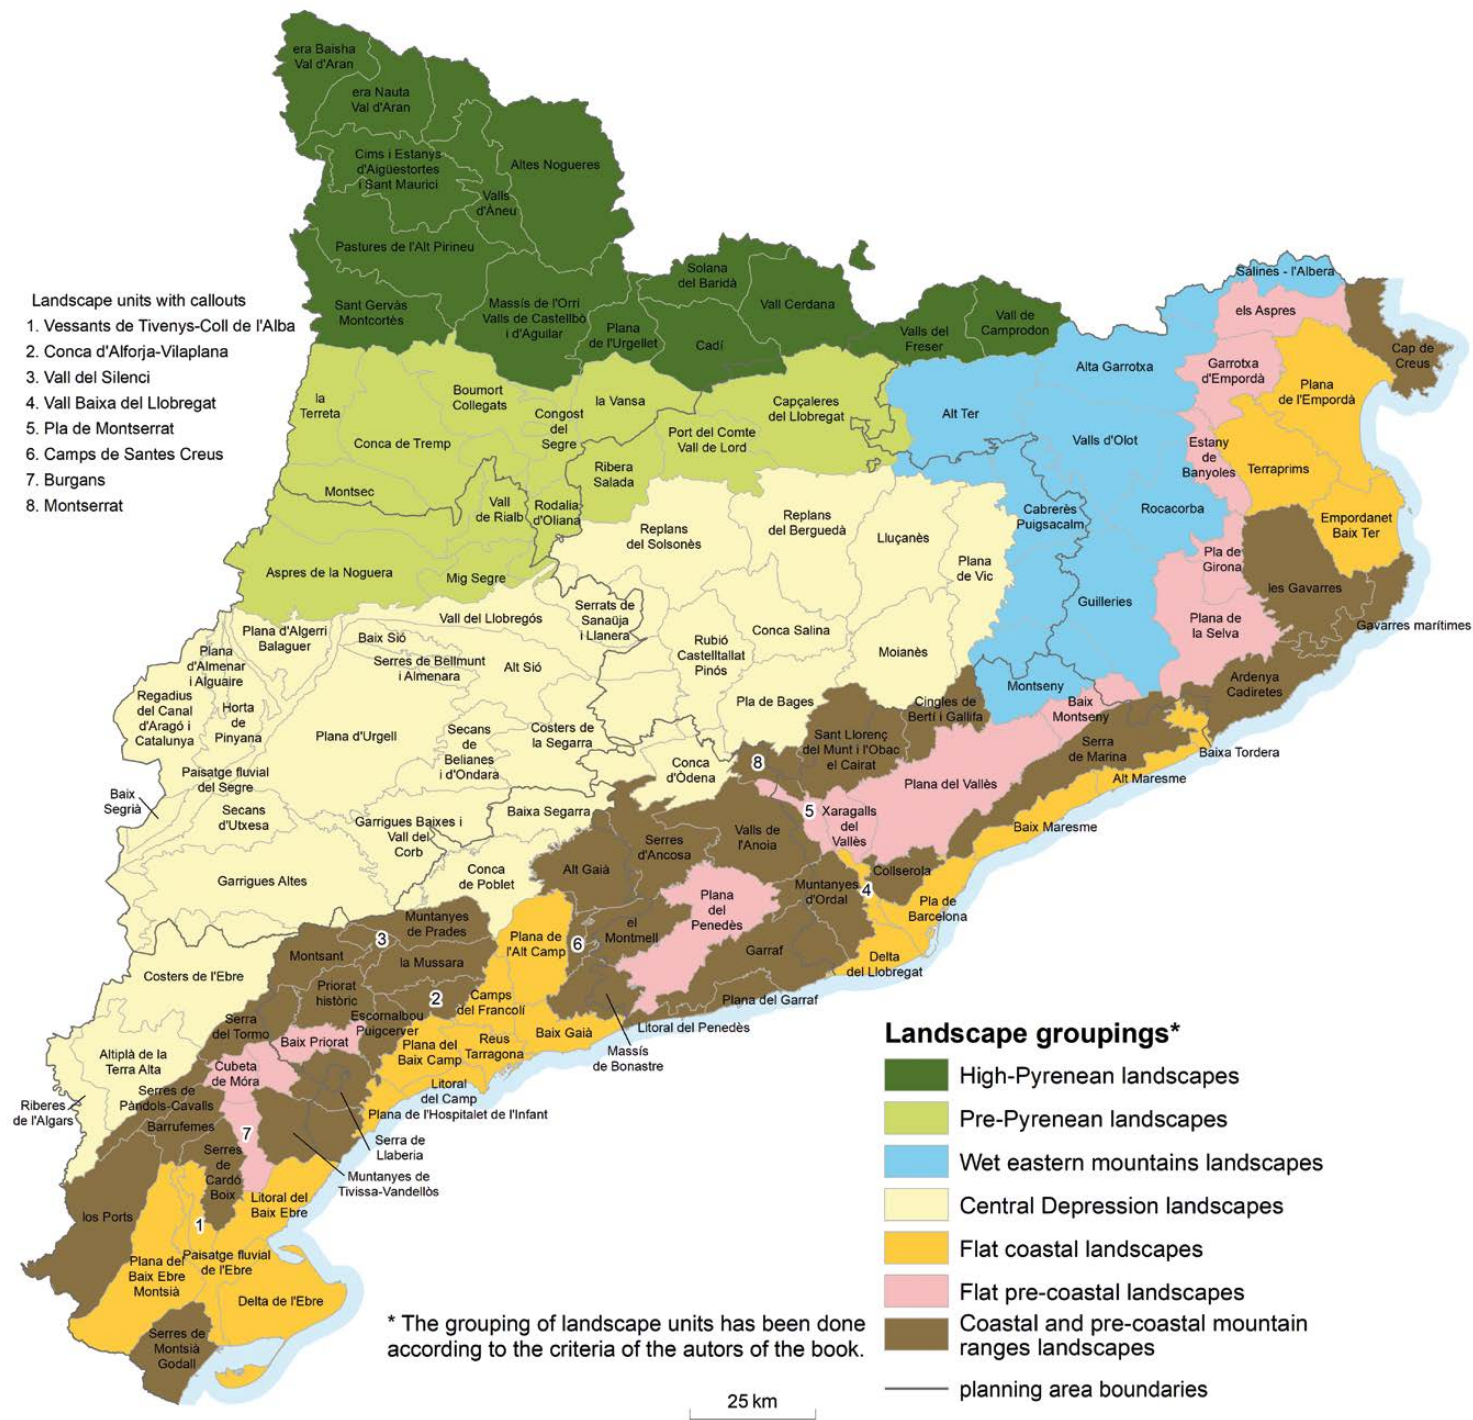 era Baisha
Val d'Aran
era Nauta
Val d'Aran
Cims i Estanys
d'Aigüestortes
i Sant Maurici
Altes Nogueres
Valls
d'Àneu
Pastures de l'Alt Pirineu
Sant Gervàs
Montcortès
Massís de l'Orri
Valls de Castellbò
i d'Aguilar
Plana
de l'Urgellet
Solana
del Baridà
Cadí
Vall Cerdana
Valls del
Freser
Vall de
Camprodon
Salines - l'Albera
els Aspres
Cap de
Creus
Garrotxa
d'Empordà
Plana
de l'Empordà
Alta Garrotxa
Landscape units with callouts
1. Vessants de Tivenys-Coll de l'Alba
2. Conca d'Alforja-Vilaplana
3. Vall del Silenci
4. Vall Baixa del Llobregat
5. Pla de Montserrat
6. Camps de Santes Creus
7. Burgans
8. Montserrat
la
Terreta
Boumort
Collegats
Conca de Tremp
Congost
del
Segre
la Vansa
Port del Comte
Vall de Lord
Capçaleres
del Llobregat
Alt Ter
Valls d'Olot
Estany
de
Banyoles
Terraprims
Montsec
Vall
de Rialb
Ribera
Salada
Rodalia
d'Oliana
Replans
del Solsonès
Replans
del Berguedà
Lluçanès
Plana
de Vic
Cabrerès
Puigsacalm
Rocacorba
Empordanet
Baix Ter
Pla de
Girona
les Gavarres
Gavarres marítimes
Aspres de la Noguera
Mig Segre
Guilleries
Plana de
la Selva
Vall del Llobregós
Serrats de
Sanaüja
i Llanera
Plana d'Algerri
Balaguer
Baix Sió
Serres de Bellmunt
i Almenara
Alt Sió
Rubió
Castelltallat
Pinós
Conca Salina
Moianès
Plana
d'Almenar
i Alguaire
Regadius
del Canal
d'Aragó i
Catalunya
Horta
de
Pinyana
Plana d'Urgell
Secans
de
Belianes
i d'Ondara
Costers de
la Segarra
Pla de Bages
Cingles de
Bertí i Gallifa
Montseny
Baix
Montseny
Ardenya
Cadiretes
Sant Llorenç
del Munt i l'Obac
el Cairat
Serra
de Marina
Baixa Tordera
Paisatge fluvial
del Segre
Baix
Segrià
Secans
d'Utxesa
Conca
d'Òdena
8
Plana del Vallès
Alt Maresme
Garrigues Baixes i
Vall del
Corb
Baixa Segarra
5
Xaragalls
del
Vallès
Baix Maresme
Garrigues Altes
Conca
de Poblet
Alt Gaià
Serres
d'Ancosa
Valls de
l'Anoia
Collserola
4
Muntanyes
d'Ordal
Plana
del
Penedès
Pla de
Barcelona
Muntanyes
de Prades
3
Montsant
la Mussara
Plana de
l'Alt Camp
6
el
Montmell
Garraf
Delta
del Llobregat
Costers de l'Ebre
Priorat
històric
2
Camps
del Francolí
Plana del Garraf
Litoral del Penedès
Serra
del Tormo
Escornalbou
Puigcerver
Baix Priorat
Plana del
Baix Camp
Reus
Tarragona
Baix Gaià
Massís
de Bonastre
Altiplà de la
Terra Alta
Cubeta
de Móra
Litoral
del Camp
Plana de l'Hospitalet de l'Infant
Riberes
de l'Algars
Serres de
Pàndols-Cavalls
Barrufemes
7
Serra de
Llaberia
Muntanyes de
Tivissa-Vandellòs
Serres
de
Cardó
Boix
Litoral del
Baix Ebre
los Ports
1
Plana del
Baix Ebre
Montsià
Paisatge fluvial
de l'Ebre
Delta de l'Ebre
Serres de
Montsià
Godall
Landscape groupings*
High-Pyrenean landscapes
Pre-Pyrenean landscapes
Wet eastern mountains landscapes
Central Depression landscapes
Flat coastal landscapes
Flat pre-coastal landscapes
Coastal and pre-coastal mountain
ranges landscapes
planning area boundaries
* The grouping of landscape units has been done
according to the criteria of the autors of the book.
25 km